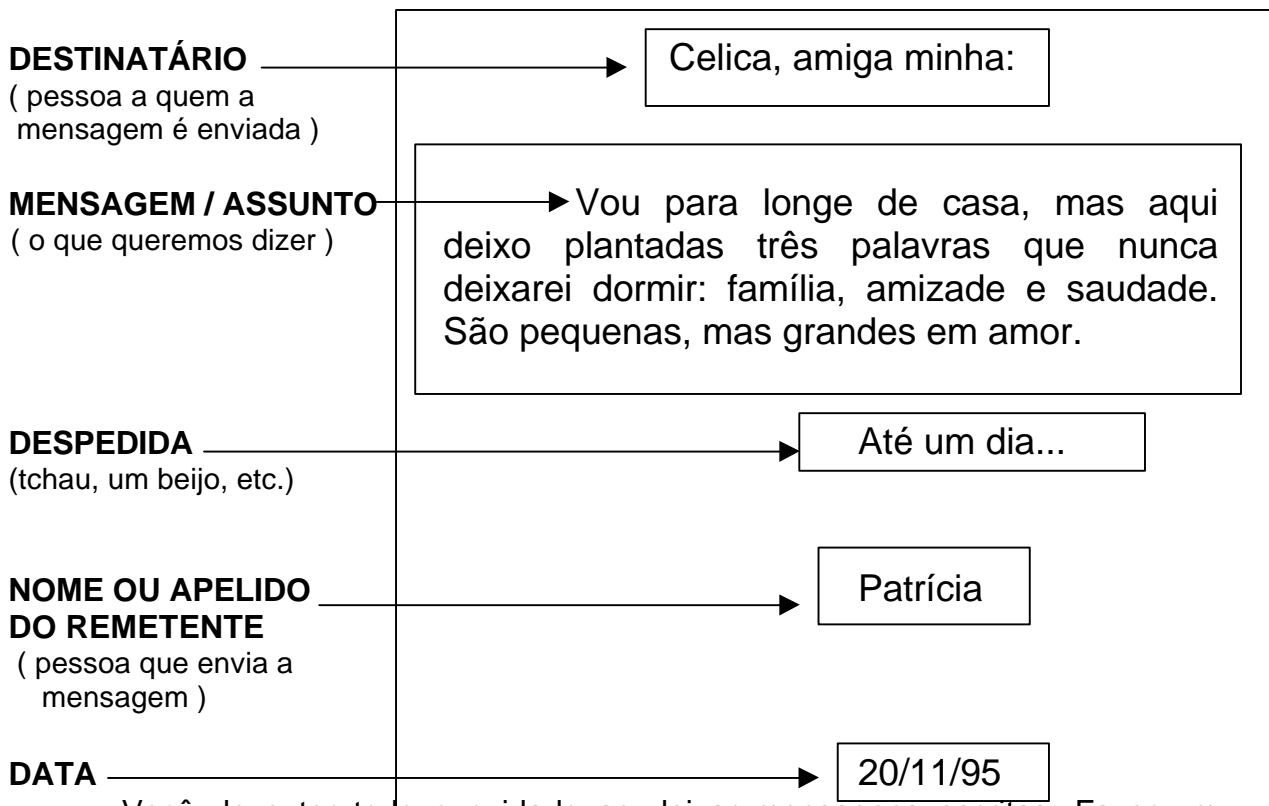 DESTINATÁRIO
( pessoa a quem a
mensagem é enviada )
Celica, amiga minha:
MENSAGEM / ASSUNTO
( o que queremos dizer )
Vou para longe de casa, mas aqui
deixo plantadas três palavras que nunca
deixarei dormir: família, amizade e saudade.
São pequenas, mas grandes em amor.
DESPEDIDA
(tchau, um beijo, etc.)
Até um dia...
NOME OU APELIDO
DO REMETENTE
( pessoa que envia a
mensagem )
Patrícia
DATA
20/11/95